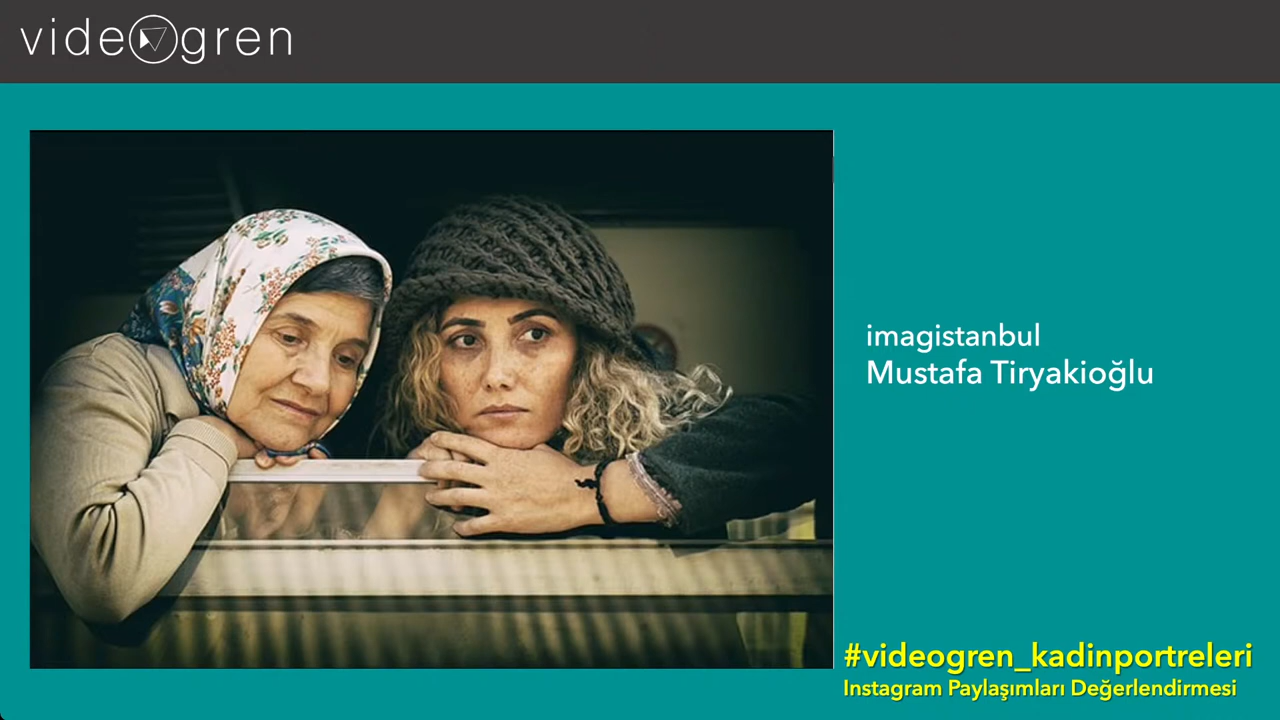 videogren
imagistanbul
Mustafa Tiryakioğlu
#videogren_kadinportreleri
Instagram Paylaşımları Değerlendirmesi